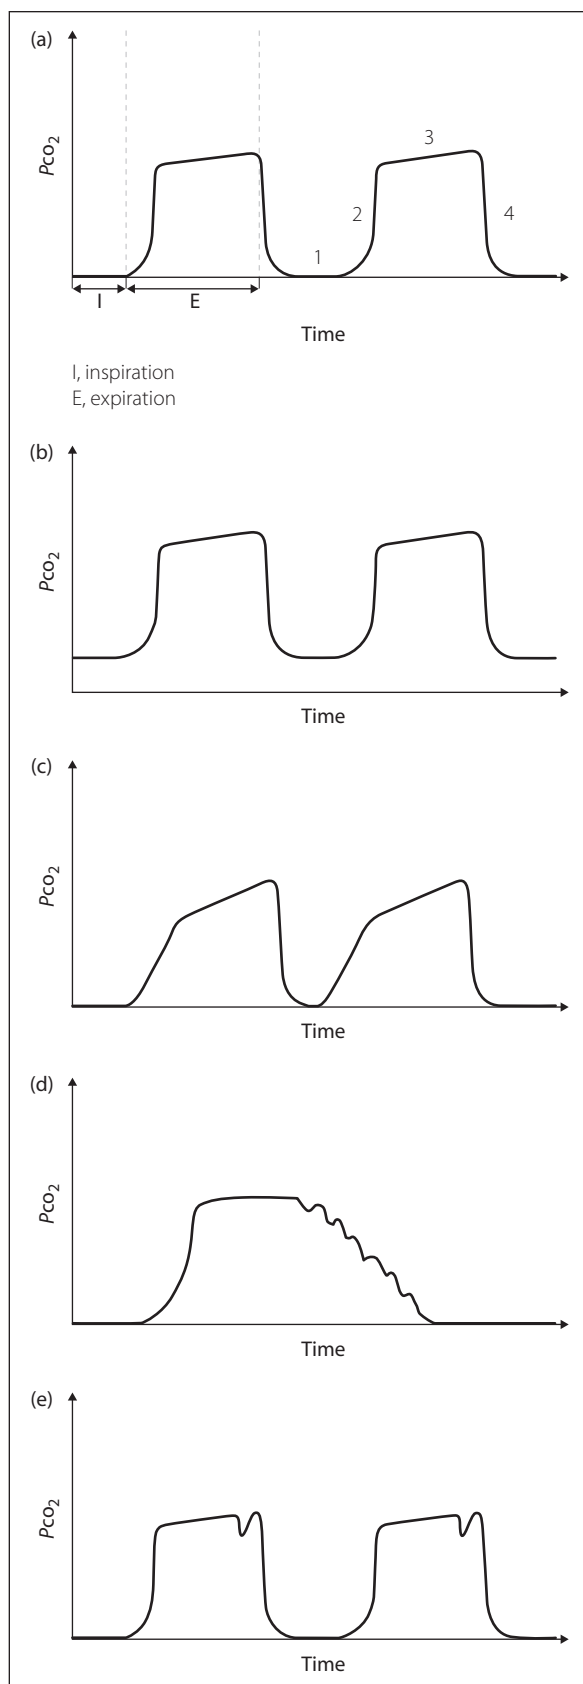 (a)
Pco₂
3
2
4
1
I
E
Time
I, inspiration
E, expiration
(b)
Pco₂
Time
(c)
Pco₂
Time
(d)
Pco₂
Time
(e)
Pco₂
Time